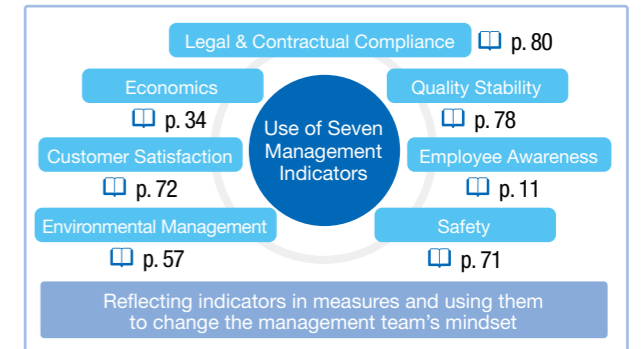 Legal & Contractual Compliance
p. 80
Economics
p. 34
Quality Stability
p. 78
Use of Seven
Management
Indicators
Customer Satisfaction
p. 72
Employee Awareness
p. 11
Environmental Management
p. 57
Safety
p. 71
Reflecting indicators in measures and using them
to change the management team's mindset